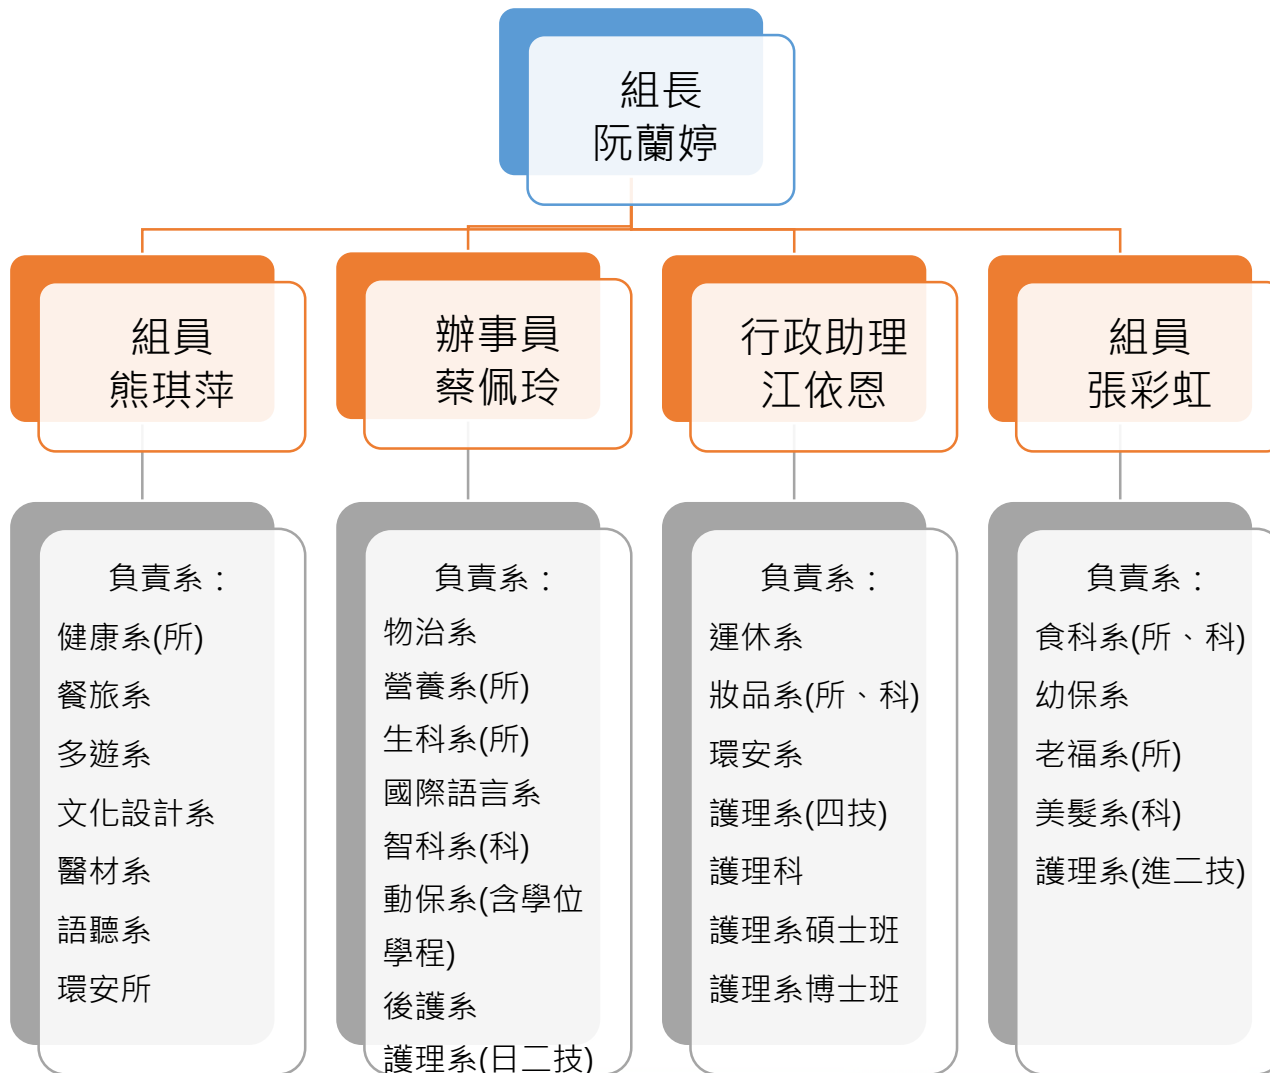 組長
阮蘭婷
組員
熊琪萍
辦事員
蔡佩玲
行政助理
江依恩
組員
張彩虹
負責系：
健康系(所)
餐旅系
多遊系
文化設計系
醫材系
語聽系
環安所
負責系：
物治系
營養系(所)
生科系(所)
國際語言系
智科系(科)
動保系(含學位
學程)
後護系
護理系(日二技)
負責系：
運休系
妝品系(所、科)
環安系
護理系(四技)
護理科
護理系碩士班
護理系博士班
負責系：
食科系(所、科)
幼保系
老福系(所)
美髮系(科)
護理系(進二技)